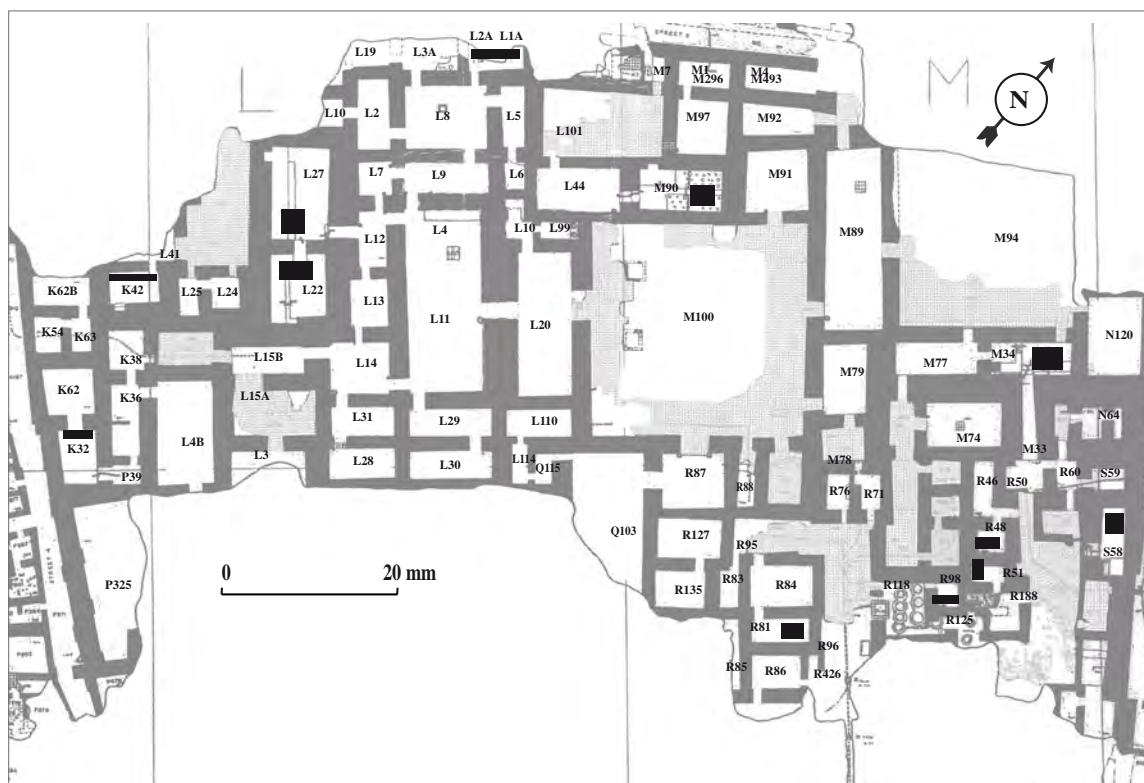 L2A L1A
STREET 5
L19 L3A
M7 M1 M4
M296 M493
L M
N
L10 L2 L8 L5 L101 M97 M92
L27 L7 L9 L6 L44 M90 M91
L4 L10 L99
L12 M89 M94
L41
K62B K42 L25 L24 L22 L13
L11 L20 M100 N120
K54 K63 K38 L15B L14 M79 M77 M34
K62 K36 L15A
L31 L29 L110 M74 N64
K32 L4B M78 M33
L3 L28 L30 L114 Q115 R87 R88 R76 R71 R46 R50 R60 S59
P39
P325 Q103 R127 R95 R48 S58
STREET 4
0 20 mm
R135 R83 R84 R118 R98 R51 R188
R125
R81 R96
R85 R86 R426